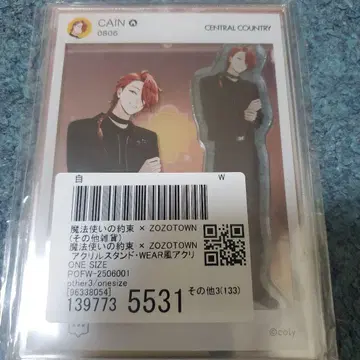 CAIN
0806
CENTRAL COUNTRY
白
W
魔法使いの約束 × ZOZOTOWN
(その他雑貨)
魔法使いの約束 × ZOZOTOWN
アクリルスタンド・WEAR風アクリ
ONE SIZE
POFW-2506001
other3/onesize
[96338054]
その他3(133)
139773 5531
©coly